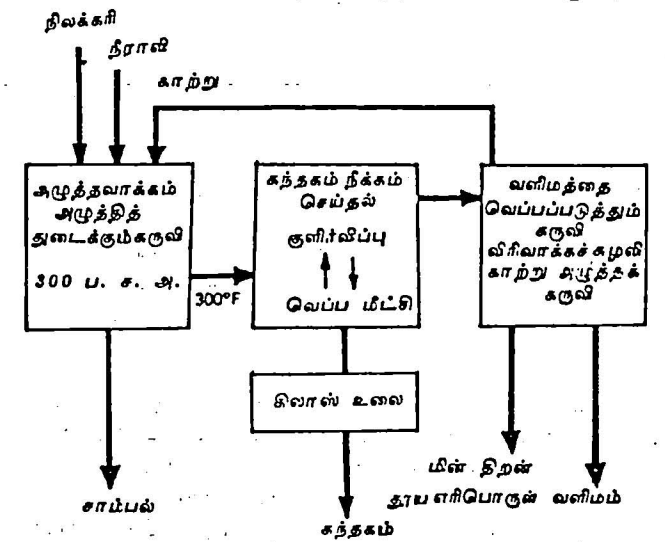 நிலக்கரி
நீராவி
காற்று
அழுத்தவாக்கம்
அழுத்தித்
துடைக்கும்கருவி
300 ப. ச. அ.
300°F
கந்தகம் நீக்கம்
செய்தல்
குளிர்விப்பு
வெப்ப மீட்சி
வளிமத்தை
வெப்பப்படுத்தும்
கருவி
விரிவாக்கச் சுழலி
காற்று அழுத்தக்
கருவி
கிலாஸ் உலை
சாம்பல்
கந்தகம்
மின் திறன்
தூய எரிபொருள் வளிமம்